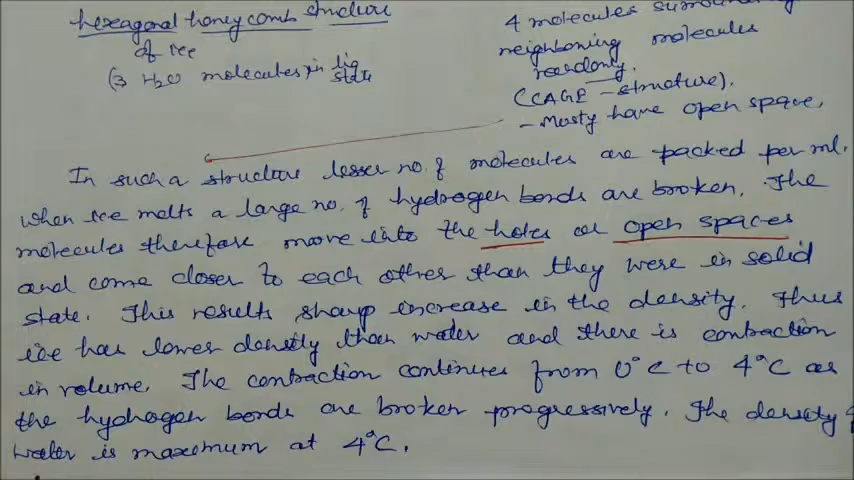 hexagonal honeycomb structure
of ice
(3 H2O molecules) in liq
state
4 molecules surround
neighboring molecules
randomly.
(CAGE - structure).
- Mosty have open space.
In such a structure lesser no. of molecules are packed per ml.
when ice melts a large no. of hydrogen bonds are broken. The
molecules therefore move into the holes or open spaces
and come closer to each other than they were in solid
state. This results sharp increase in the density. Thus
ice has lower density than water and there is contraction
in volume. The contraction continues from 0°C to 4°C as
the hydrogen bonds are broken progressively. The density of
water is maximum at 4°C.